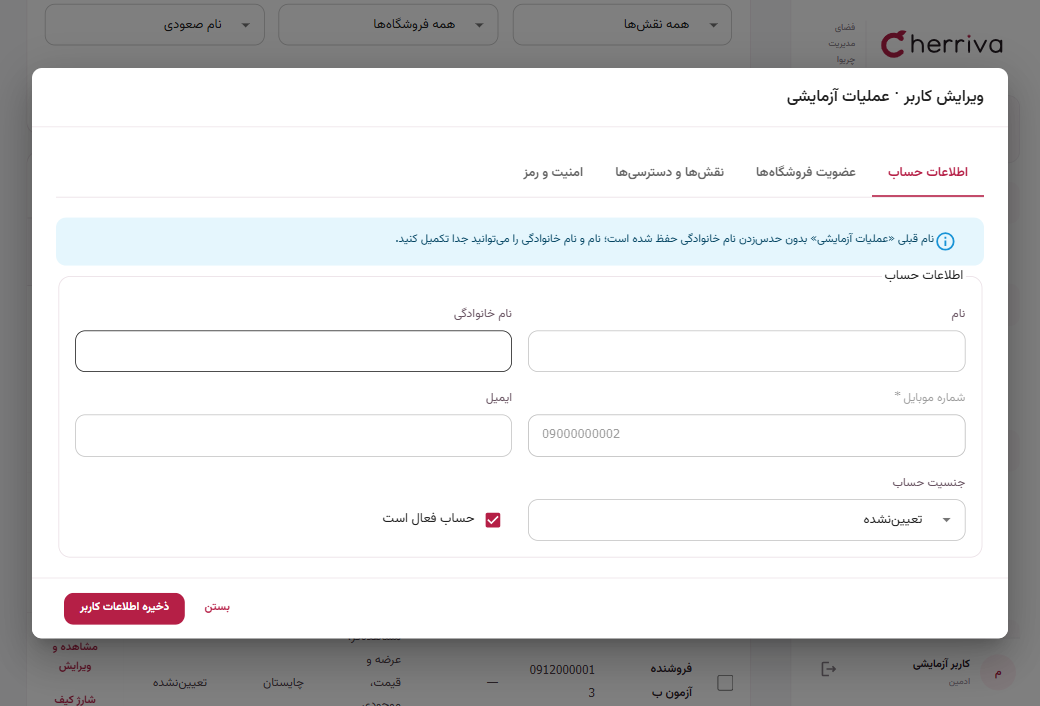 همه نقش‌ها
همه فروشگاه‌ها
نام صعودی
Cherriva
فضای
مدیریت
چریوا
ویرایش کاربر · عملیات آزمایشی
اطلاعات حساب
عضویت فروشگاه‌ها
نقش‌ها و دسترسی‌ها
امنیت و رمز
نام قبلی «عملیات آزمایشی» بدون حدس‌زدن نام خانوادگی حفظ شده است؛ نام و نام خانوادگی را می‌توانید جدا تکمیل کنید.
اطلاعات حساب
نام
نام خانوادگی
شماره موبایل *
ایمیل
09000000002
جنسیت حساب
تعیین‌نشده
حساب فعال است
بستن
ذخیره اطلاعات کاربر
کاربر آزمایشی
ادمین
م
فروشنده
آزمون ب
0912000001
3
—
عرضه و
قیمت،
چایستان
تعیین‌نشده
مشاهده و
ویرایش
شارژ کیف